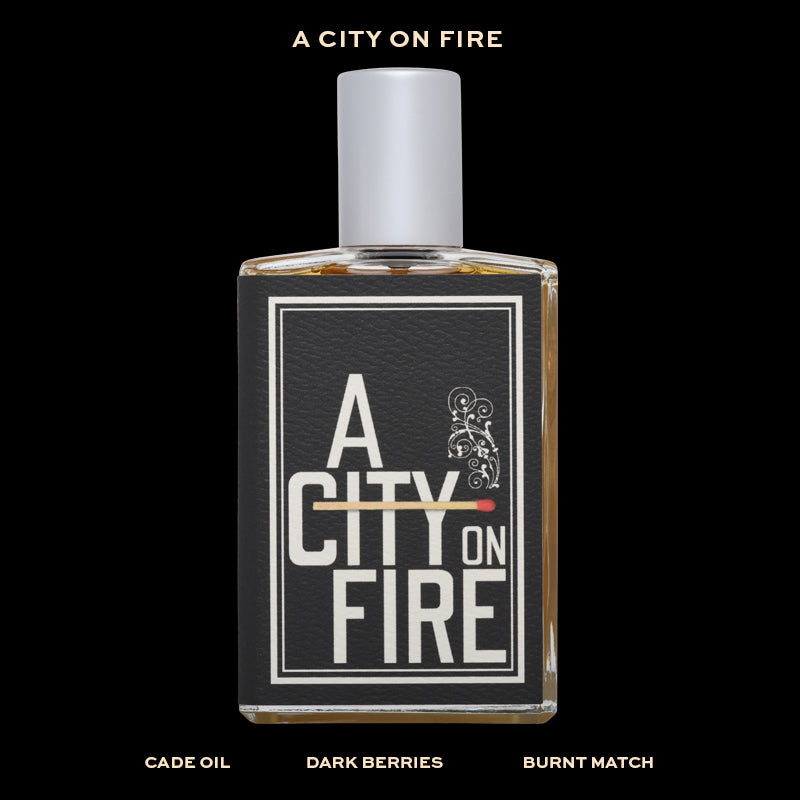 A CITY ON FIRE
A
CITY
ON
FIRE
CADE OIL DARK BERRIES BURNT MATCH